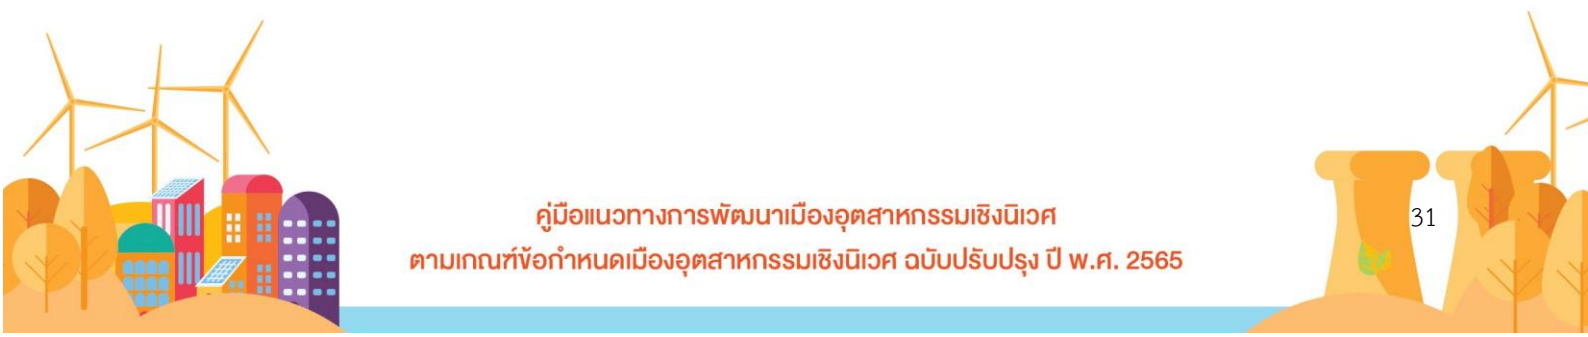 คู่มือแนวทางการพัฒนาเมืองอุตสาหกรรมเชิงนิเวศ
31
ตามเกณฑ์ข้อกำหนดเมืองอุตสาหกรรมเชิงนิเวศ ฉบับปรับปรุง ปี พ.ศ. 2565